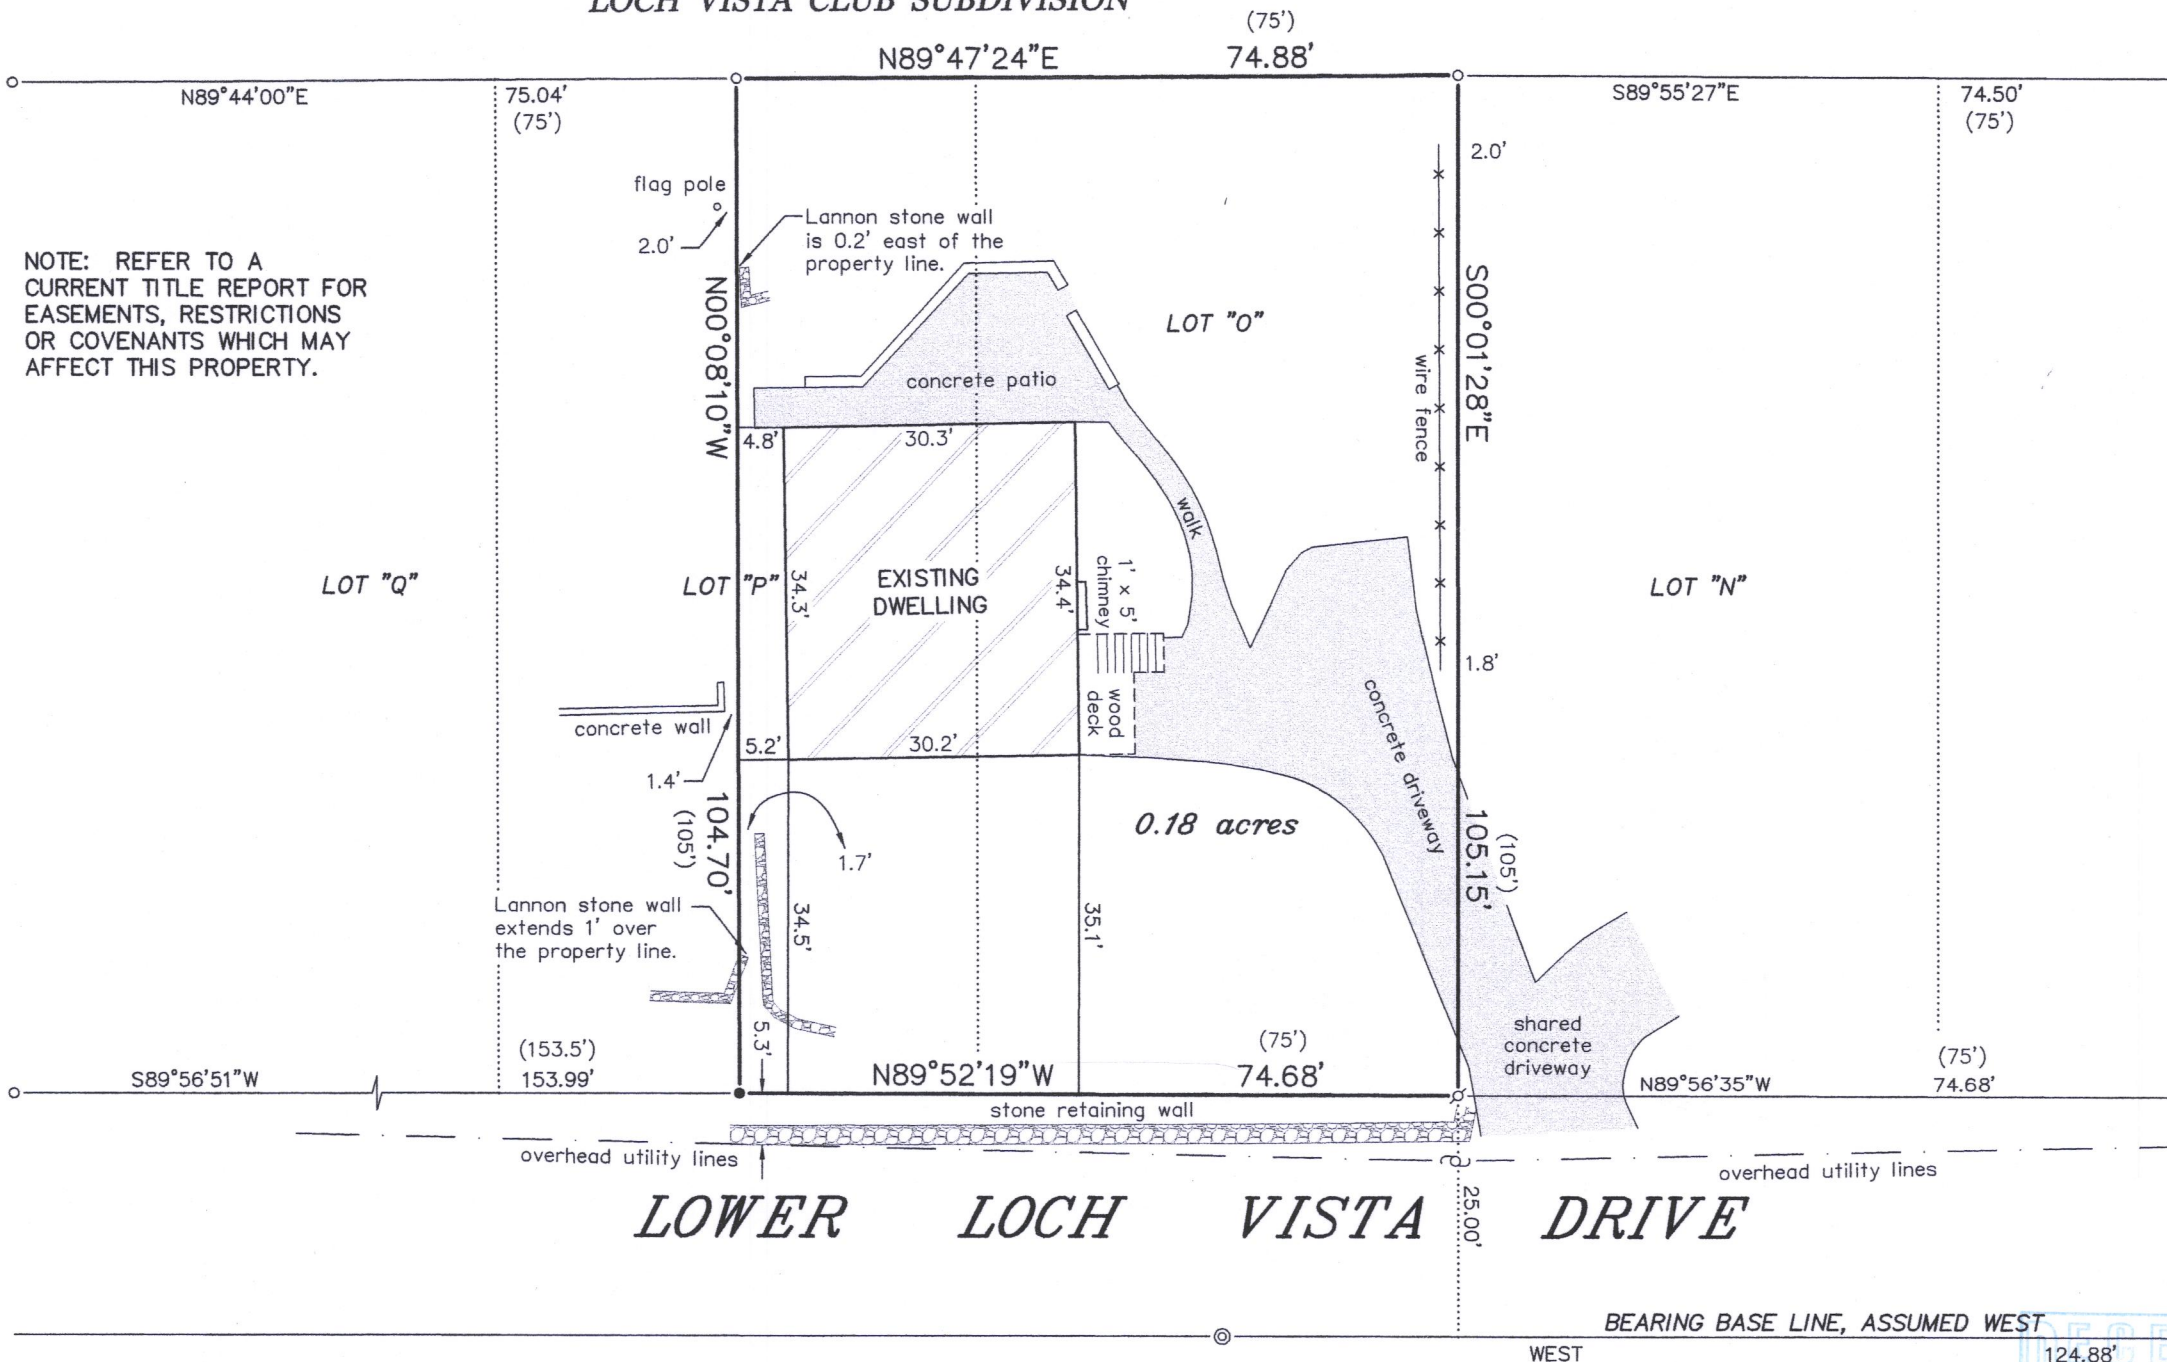 LOCH VISTA CLUB SUBDIVISION
(75')
N89°47'24"E
74.88'
N89°44'00"E
75.04'
(75')
S89°55'27"E
74.50'
(75')
2.0'
flag pole
2.0'
Lannon stone wall
is 0.2' east of the
property line.
NOTE: REFER TO A
CURRENT TITLE REPORT FOR
EASEMENTS, RESTRICTIONS
OR COVENANTS WHICH MAY
AFFECT THIS PROPERTY.
N00°08'10"W
LOT "O"
S00°01'28"E
wire fence
concrete patio
4.8'
30.3'
walk
LOT "Q"
LOT "P"
34.3'
EXISTING
DWELLING
34.4'
1' x 5'
chimney
LOT "N"
1.8'
wood
deck
concrete wall
5.2'
30.2'
1.4'
concrete driveway
104.70'
(105')
0.18 acres
105.15'
(105')
1.7'
Lannon stone wall
extends 1' over
the property line.
34.5'
35.1'
5.3'
shared
concrete
driveway
(153.5')
S89°56'51"W
153.99'
(75')
N89°52'19"W
74.68'
(75')
N89°56'35"W
74.68'
stone retaining wall
overhead utility lines
overhead utility lines
LOWER LOCH VISTA DRIVE
25.00'
BEARING BASE LINE, ASSUMED WEST
WEST
124.88'